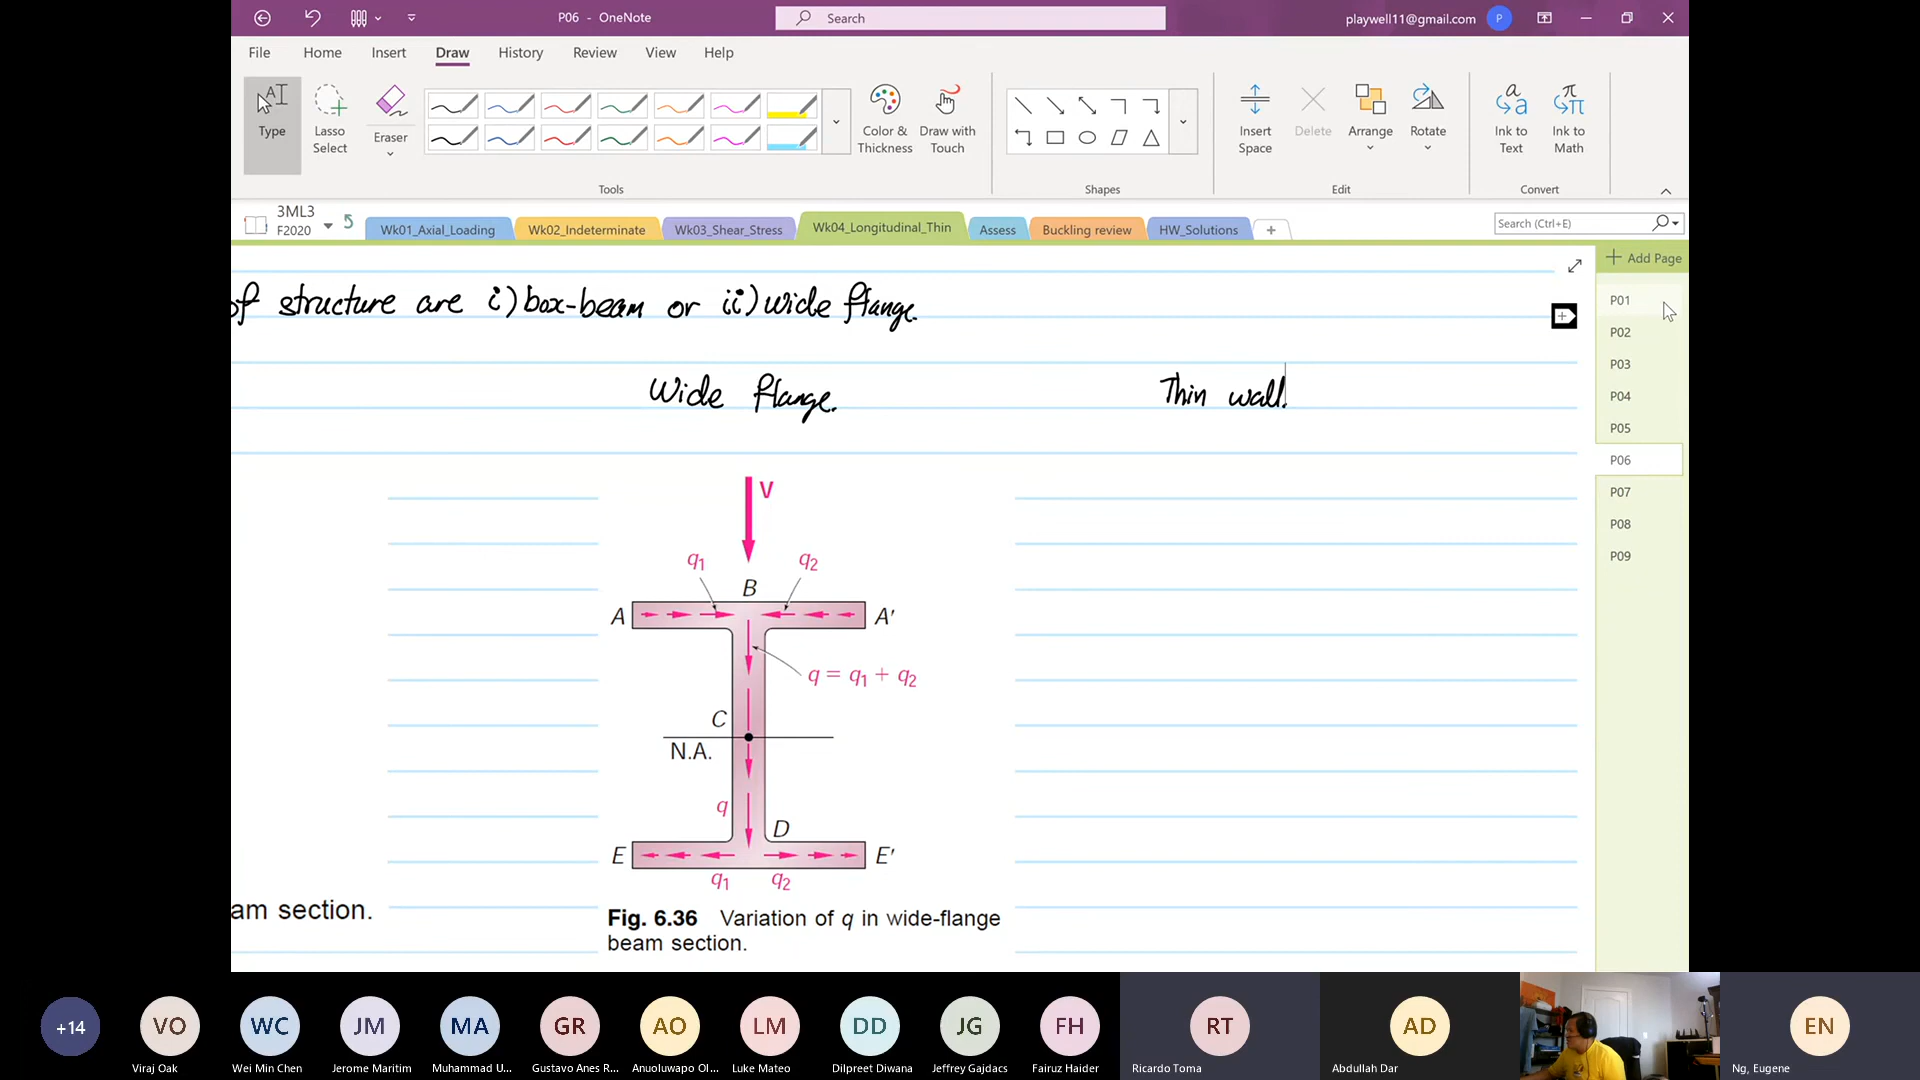 P06 - OneNote
Search
playwell11@gmail.com
P
File Home Insert Draw History Review View Help
Type
Lasso Select
Eraser
Color & Thickness
Draw with Touch
Insert Space
Delete
Arrange
Rotate
Ink to Text
Ink to Math
Tools
Shapes
Edit
Convert
3ML3
F2020
Wk01_Axial_Loading Wk02_Indeterminate Wk03_Shear_Stress Wk04_Longitudinal_Thin Assess Buckling review HW_Solutions
Search (Ctrl+E)
Add Page
P01
P02
P03
P04
P05
P06
P07
P08
P09
of structure are i) box-beam or ii) wide flange.
Wide flange. Thin wall.
V
q1 q2
B
A A'
q = q1 + q2
C
N.A.
q
D
E E'
q1 q2
am section.
Fig. 6.36 Variation of q in wide-flange
beam section.
+14 VO WC JM MA GR AO LM DD JG FH RT AD EN
Viraj Oak Wei Min Chen Jerome Maritim Muhammad U... Gustavo Anes R... Anuoluwapo Ol... Luke Mateo Dilpreet Diwana Jeffrey Gajdacs Fairuz Haider Ricardo Toma Abdullah Dar Ng, Eugene